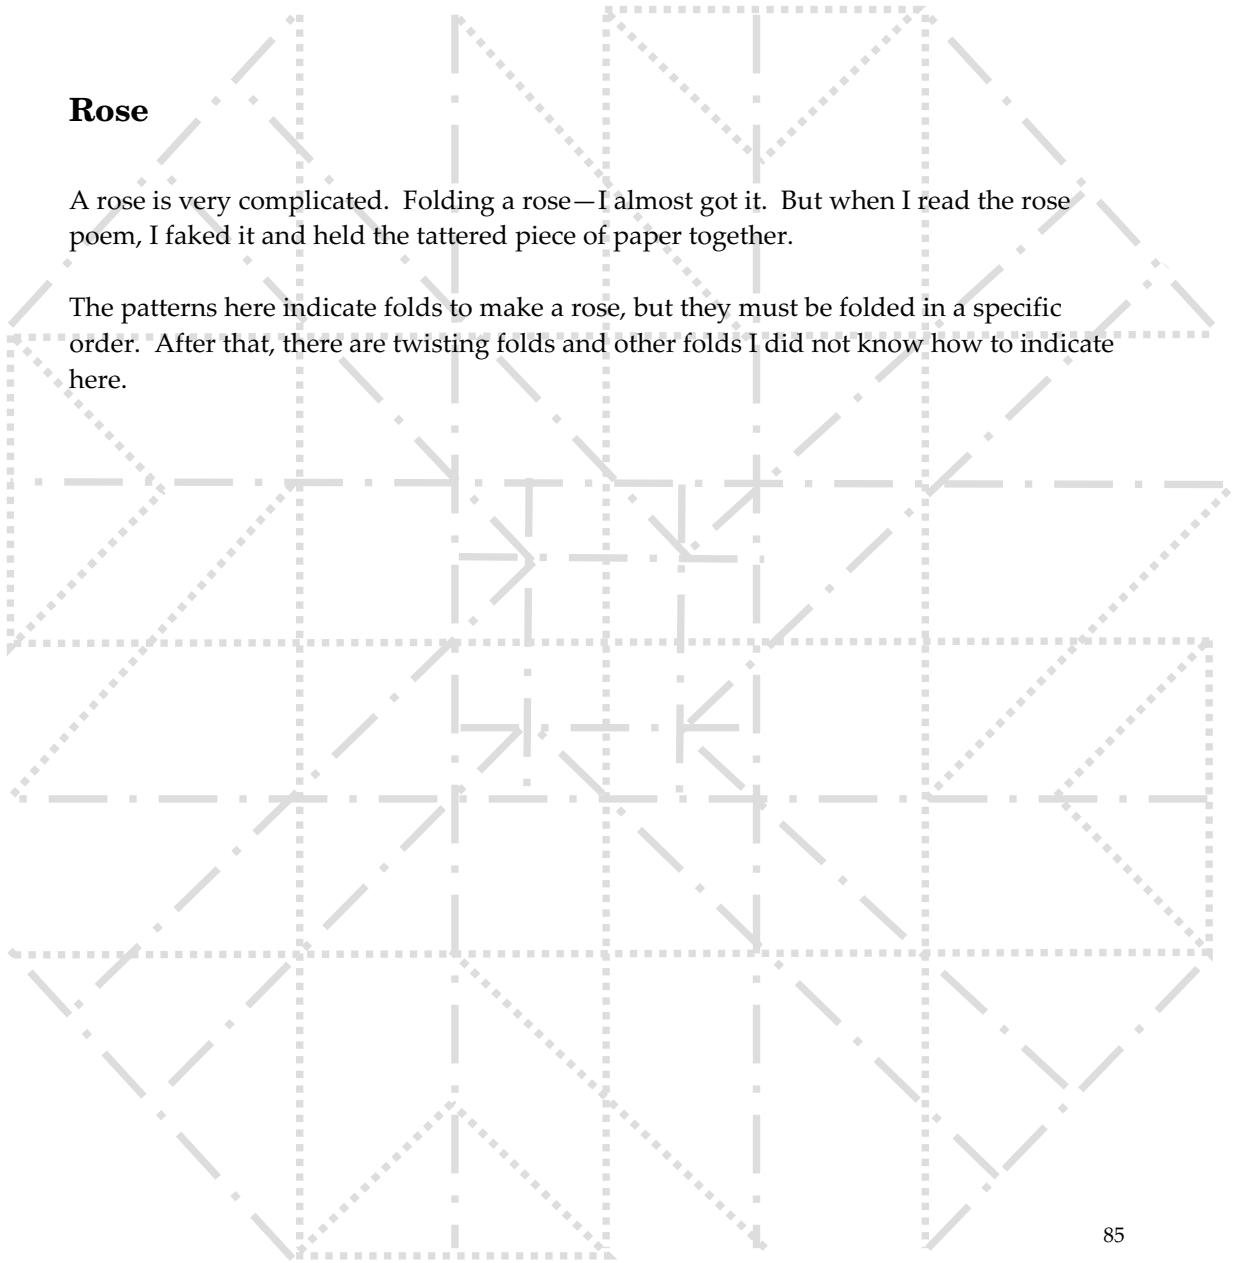 Rose
A rose is very complicated.  Folding a rose—I almost got it.  But when I read the rose
poem, I faked it and held the tattered piece of paper together.
The patterns here indicate folds to make a rose, but they must be folded in a specific
order.  After that, there are twisting folds and other folds I did not know how to indicate
here.
85